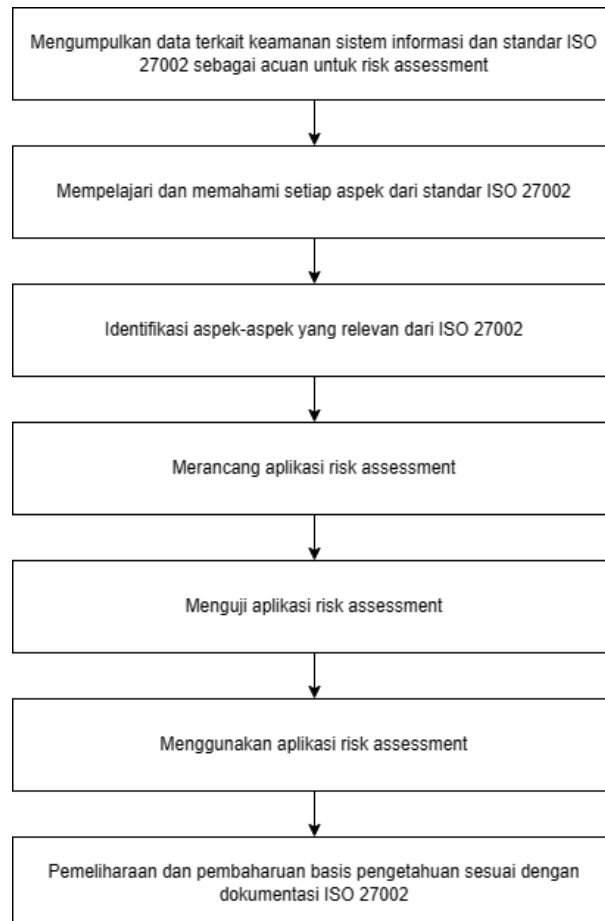 Mengumpulkan data terkait keamanan sistem informasi dan standar ISO
27002 sebagai acuan untuk risk assessment
Mempelajari dan memahami setiap aspek dari standar ISO 27002
Identifikasi aspek-aspek yang relevan dari ISO 27002
Merancang aplikasi risk assessment
Menguji aplikasi risk assessment
Menggunakan aplikasi risk assessment
Pemeliharaan dan pembaharuan basis pengetahuan sesuai dengan
dokumentasi ISO 27002